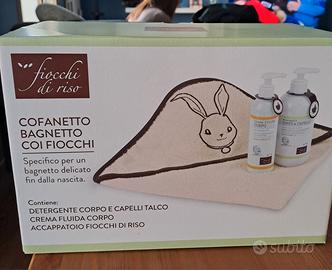 fiocchi
di riso
COFANETTO
BAGNETTO
COI FIOCCHI
Specifico per un
bagnetto delicato
fin dalla nascita.
Contiene:
DETERGENTE CORPO E CAPELLI TALCO
CREMA FLUIDA CORPO
ACCAPPATOIO FIOCCHI DI RISO
subito